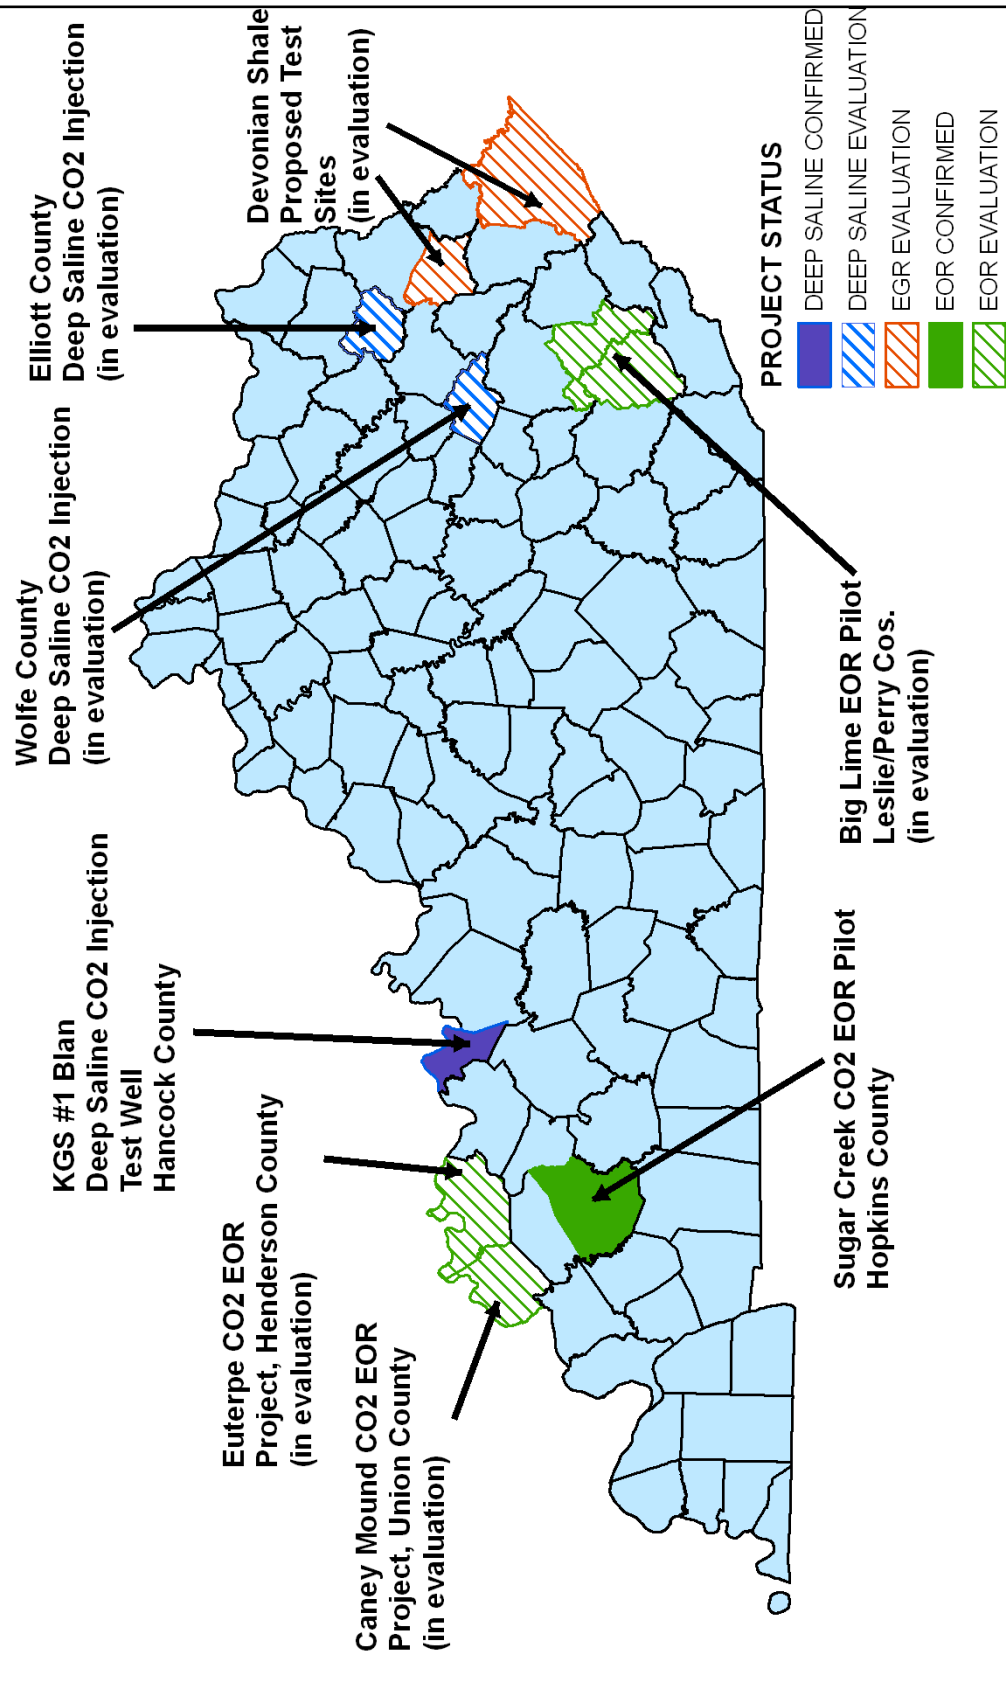 Caney Mound CO2 EOR
Project, Union County
(in evaluation)
Euterpe CO2 EOR
Project, Henderson County
(in evaluation)
KGS #1 Blan
Deep Saline CO2 Injection
Test Well
Hancock County
Wolfe County
Deep Saline CO2 Injection
(in evaluation)
Elliott County
Deep Saline CO2 Injection
(in evaluation)
Devonian Shale
Proposed Test
Sites
(in evaluation)
Sugar Creek CO2 EOR Pilot
Hopkins County
Big Lime EOR Pilot
Leslie/Perry Cos.
(in evaluation)
PROJECT STATUS
DEEP SALINE CONFIRMED
DEEP SALINE EVALUATION
EGR EVALUATION
EOR CONFIRMED
EOR EVALUATION